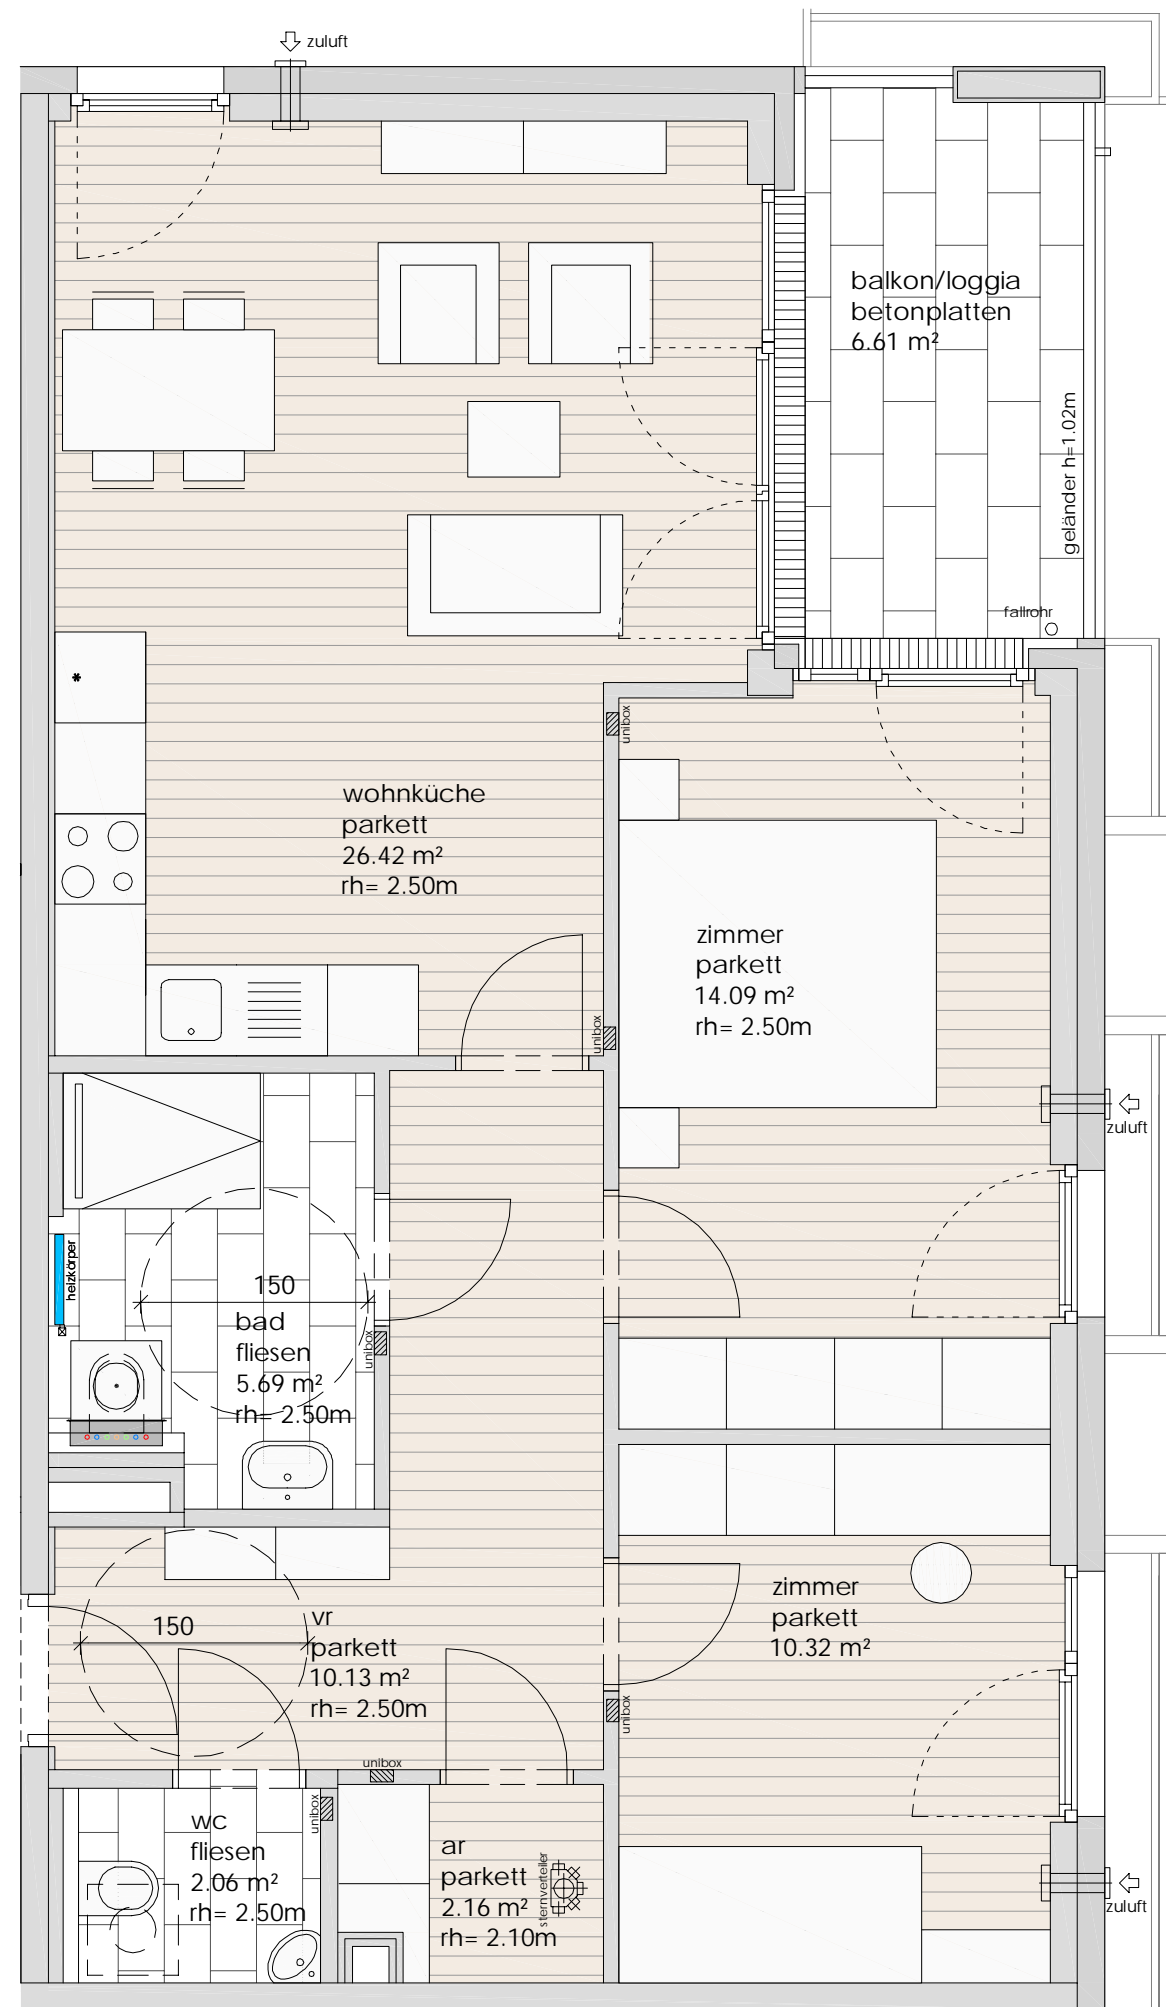 zuluft
balkon/loggia
betonplatten
6.61 m²
geländer h=1.02m
fallrohr
unibox
wohnküche
parkett
26.42 m²
rh= 2.50m
zimmer
parkett
14.09 m²
rh= 2.50m
unibox
zuluft
heizkörper
150
bad
fliesen
5.69 m²
rh= 2.50m
unibox
zimmer
parkett
10.32 m²
150
vr
parkett
10.13 m²
rh= 2.50m
unibox
unibox
unibox
wc
fliesen
2.06 m²
rh= 2.50m
ar
parkett
2.16 m²
rh= 2.10m
sternverteiler
zuluft